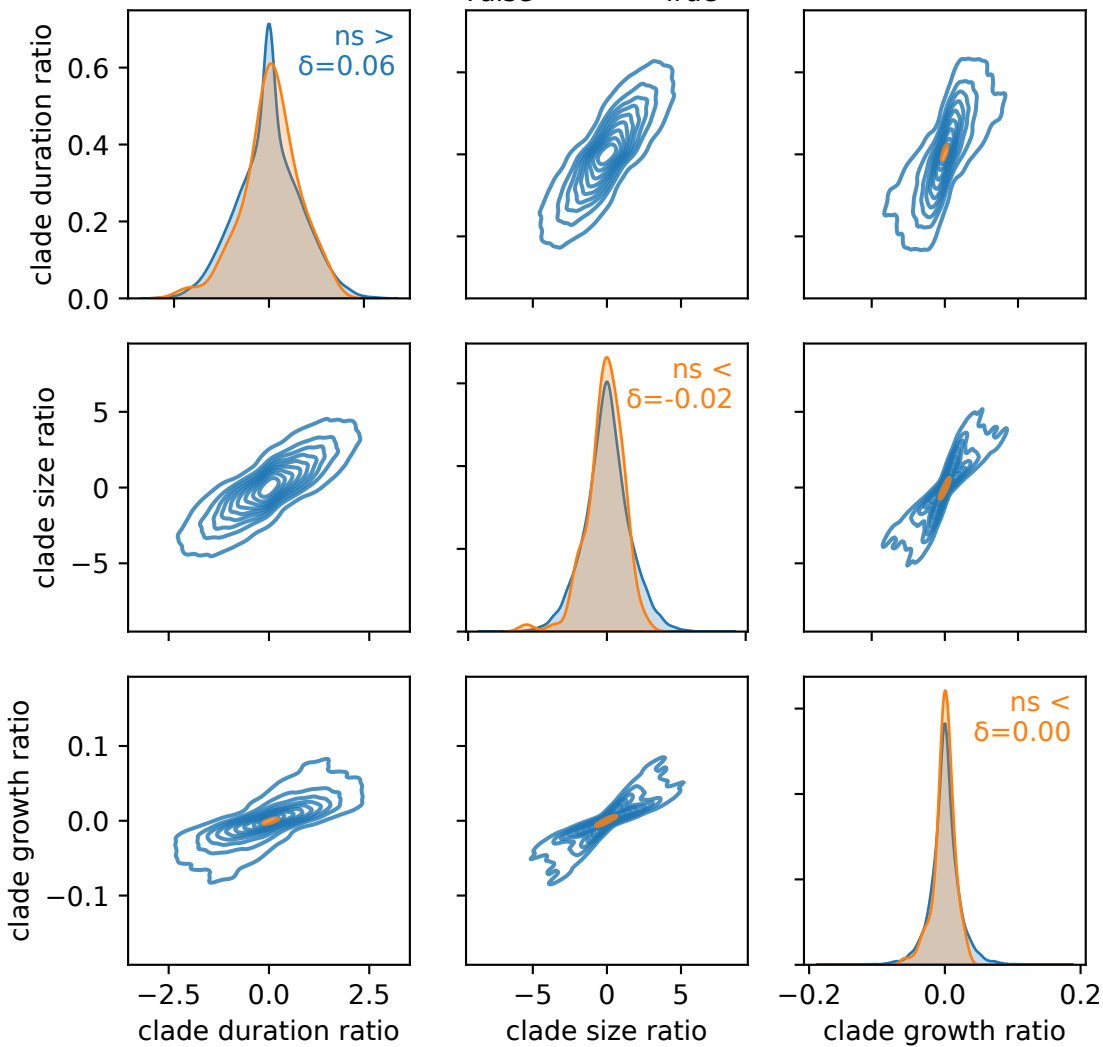 clade duration ratio
0.6
0.4
0.2
0.0
ns >
δ=0.06
clade size ratio
5
0
−5
ns <
δ=-0.02
clade growth ratio
0.1
0.0
−0.1
ns <
δ=0.00
−2.5 0.0 2.5
clade duration ratio
−5 0 5
clade size ratio
−0.2 0.0 0.2
clade growth ratio